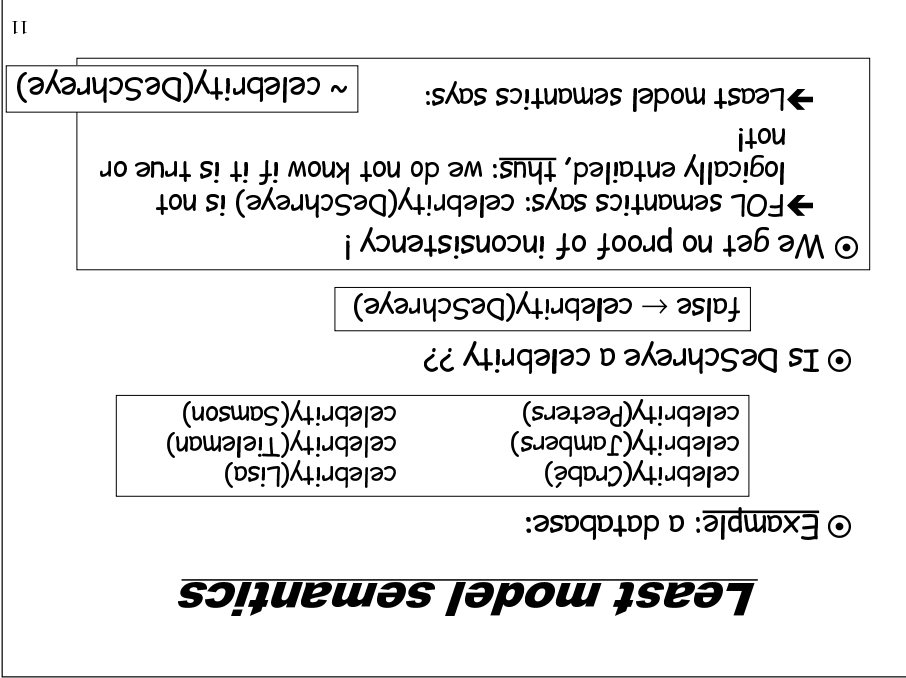 Least model semantics
⊙ Example: a database:
celebrity(Crabé) celebrity(Lisa)
celebrity(Jambers) celebrity(Tieleman)
celebrity(Peeters) celebrity(Samson)
⊙ Is DeSchreye a celebrity ??
false ← celebrity(DeSchreye)
⊙ We get no proof of inconsistency !
➔FOL semantics says: celebrity(DeSchreye) is not
logically entailed, thus: we do not know if it is true or
not!
➔Least model semantics says:
~ celebrity(DeSchreye)
11